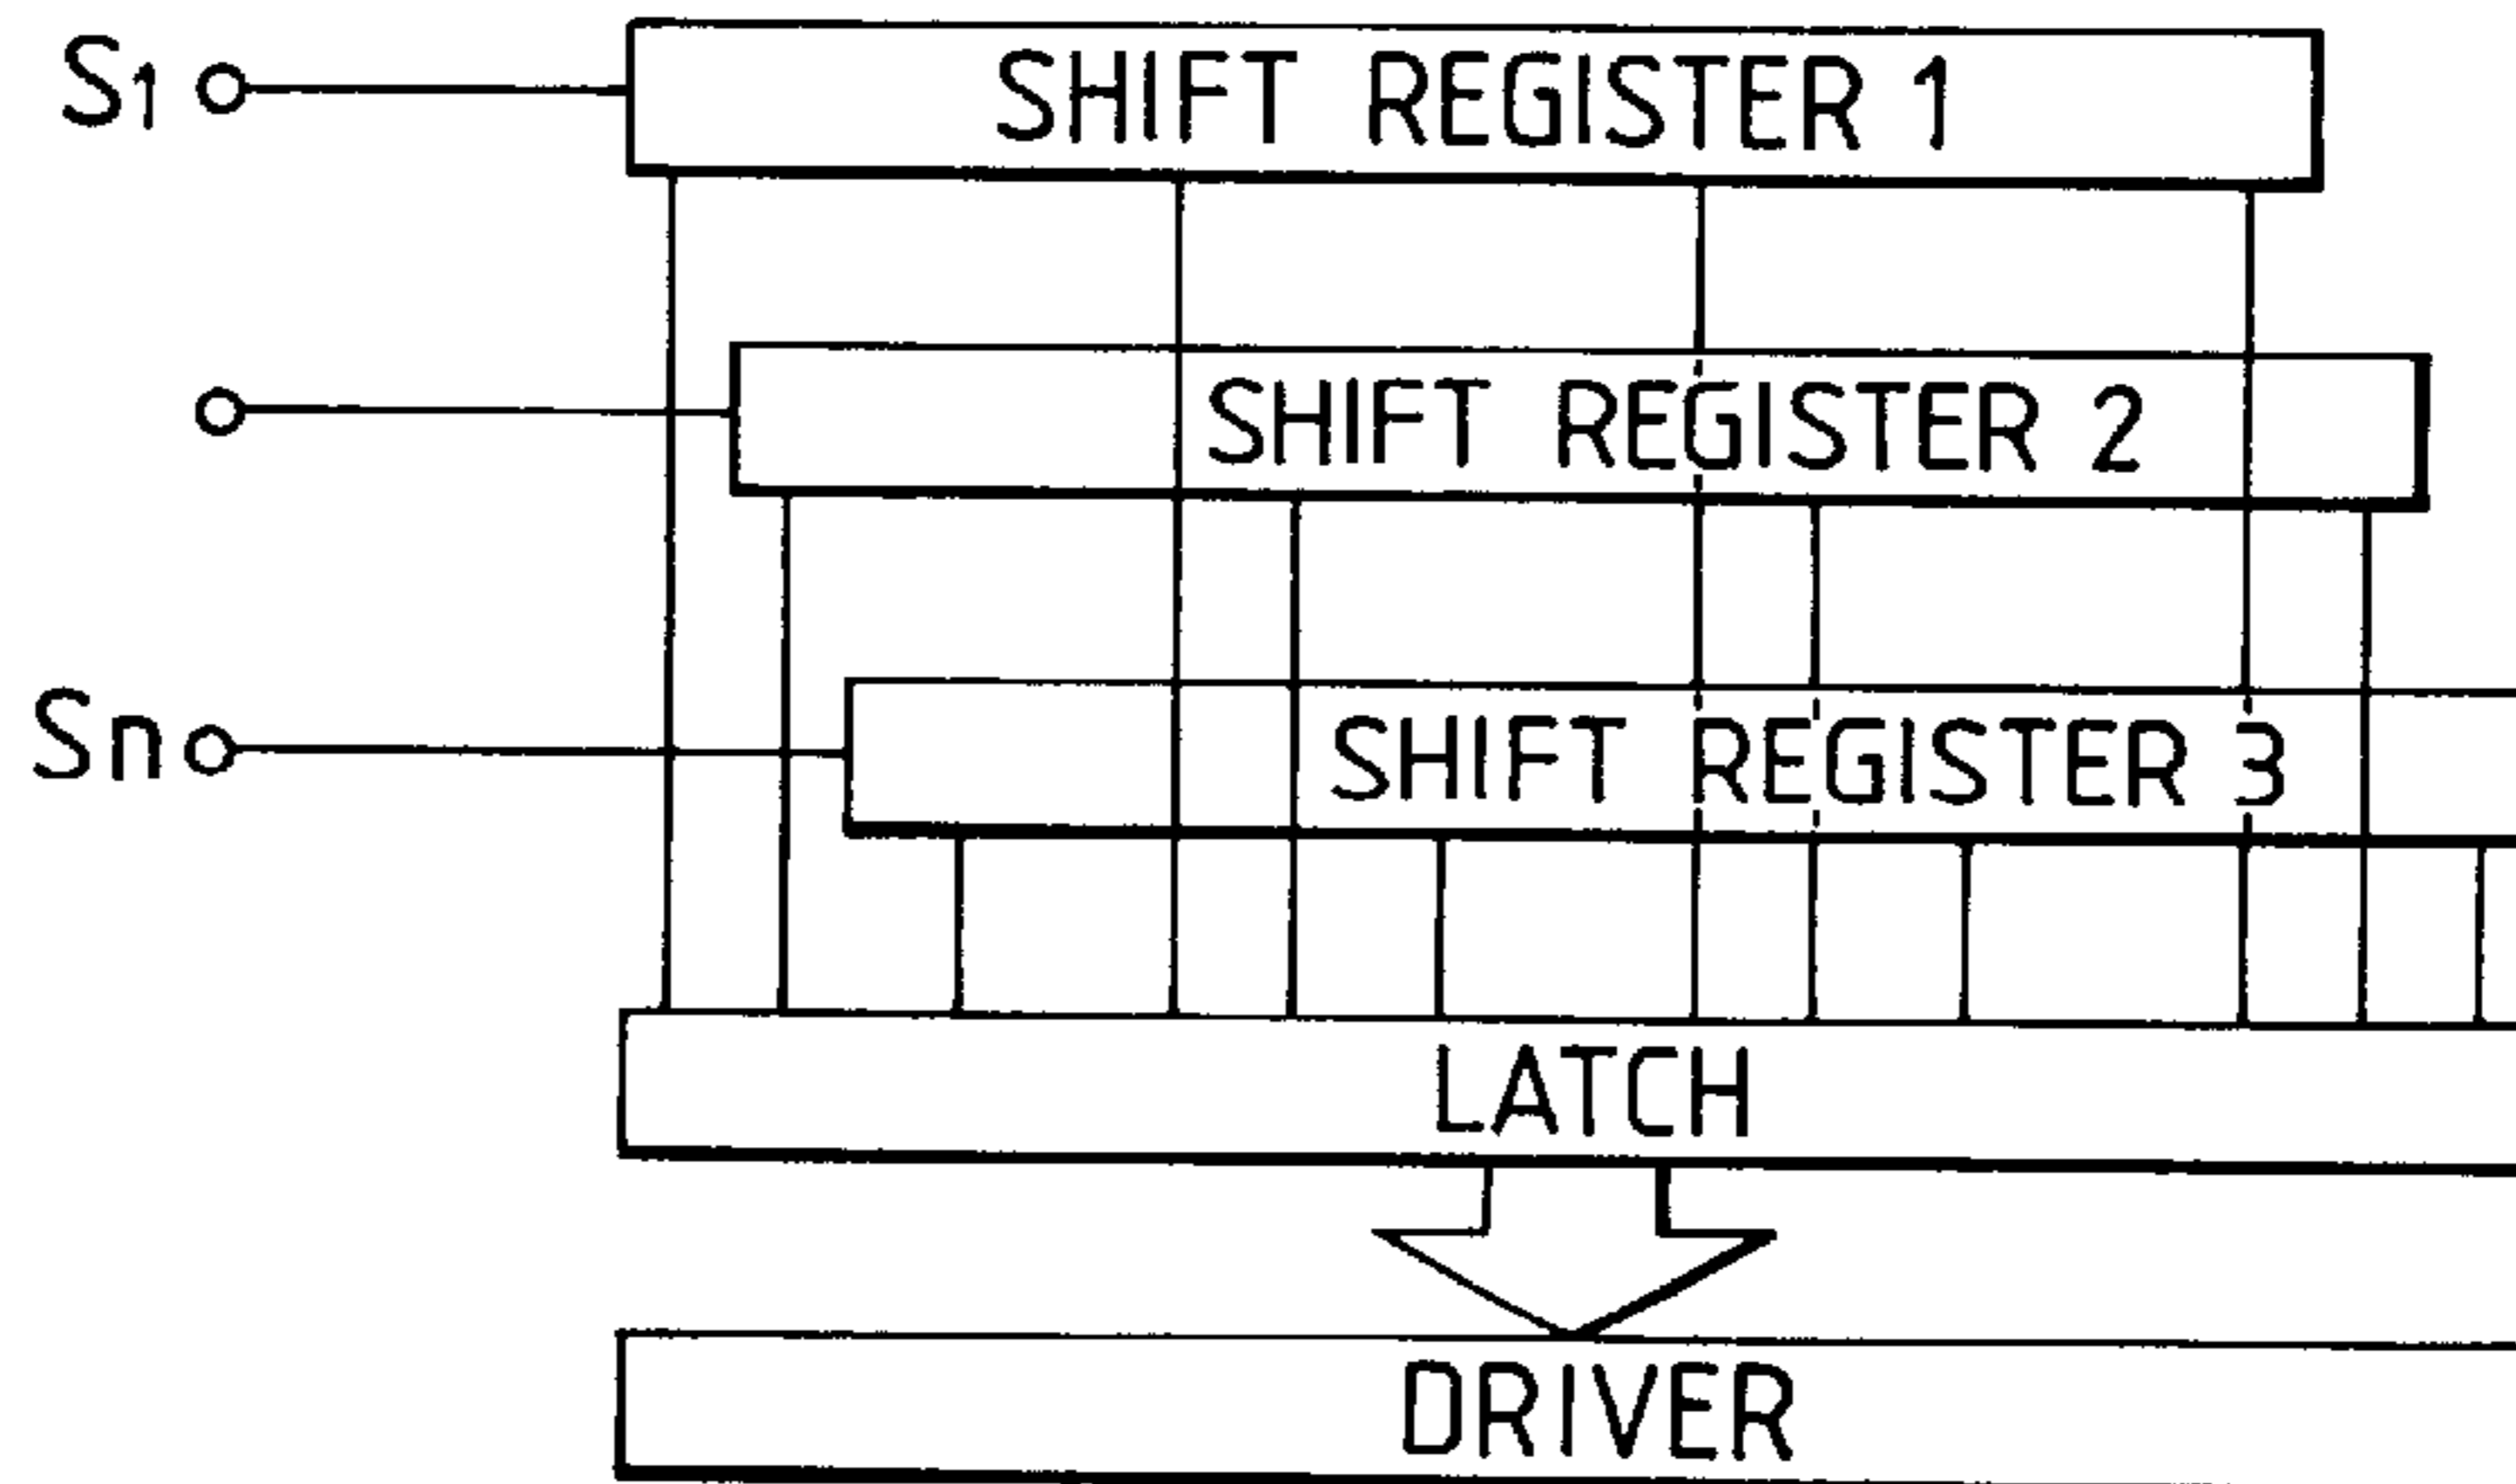 S1 SHIFT REGISTER 1
SHIFT REGISTER 2
Sn SHIFT REGISTER 3
LATCH
DRIVER